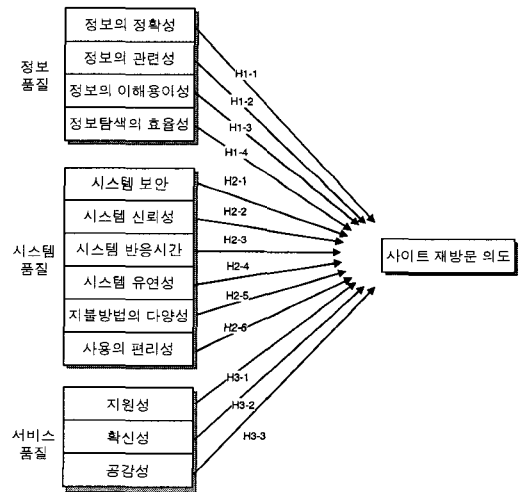 정보의 정확성
정보의 관련성
정보의 이해용이성
정보탐색의 효율성
정보
품질
H1-1
H1-2
H1-3
H1-4
시스템 보안
시스템 신뢰성
시스템 반응시간
시스템 유연성
지불방법의 다양성
사용의 편리성
시스템
품질
H2-1
H2-2
H2-3
H2-4
H2-5
H2-6
사이트 재방문 의도
지원성
확신성
공감성
서비스
품질
H3-1
H3-2
H3-3